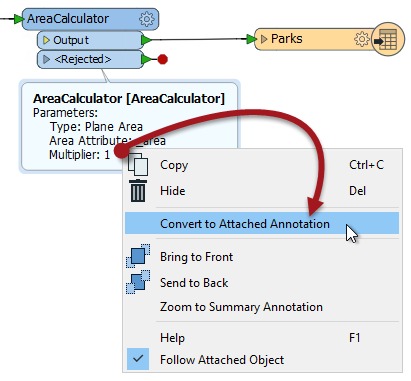 AreaCalculator
Output
Parks
<Rejected>
AreaCalculator [AreaCalculator]
Parameters:
Type: Plane Area
Area Attribute: _area
Multiplier: 1
Copy Ctrl+C
Hide Del
Convert to Attached Annotation
Bring to Front
Send to Back
Zoom to Summary Annotation
Help F1
Follow Attached Object